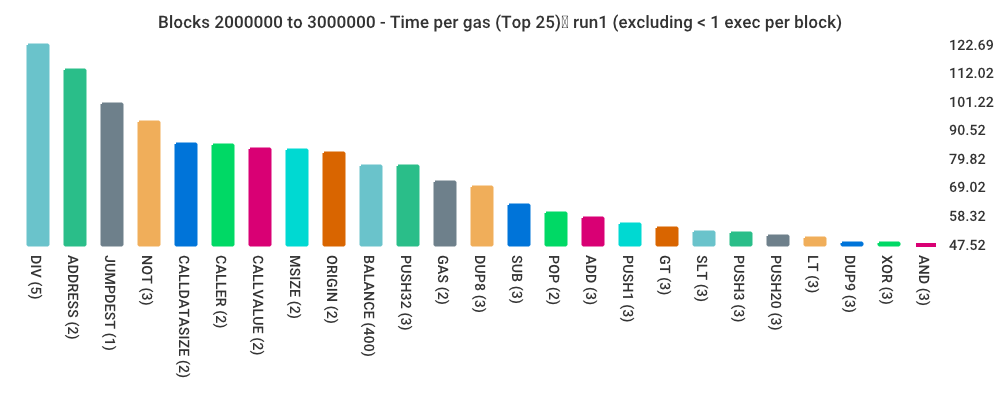 Blocks 2000000 to 3000000 - Time per gas (Top 25)▯ run1 (excluding < 1 exec per block)
122.69
112.02
101.22
90.52
79.82
69.02
58.32
47.52
DIV (5)
ADDRESS (2)
JUMPDEST (1)
NOT (3)
CALLDATASIZE (2)
CALLER (2)
CALLVALUE (2)
MSIZE (2)
ORIGIN (2)
BALANCE (400)
PUSH32 (3)
GAS (2)
DUP8 (3)
SUB (3)
POP (2)
ADD (3)
PUSH1 (3)
GT (3)
SLT (3)
PUSH3 (3)
PUSH20 (3)
LT (3)
DUP9 (3)
XOR (3)
AND (3)